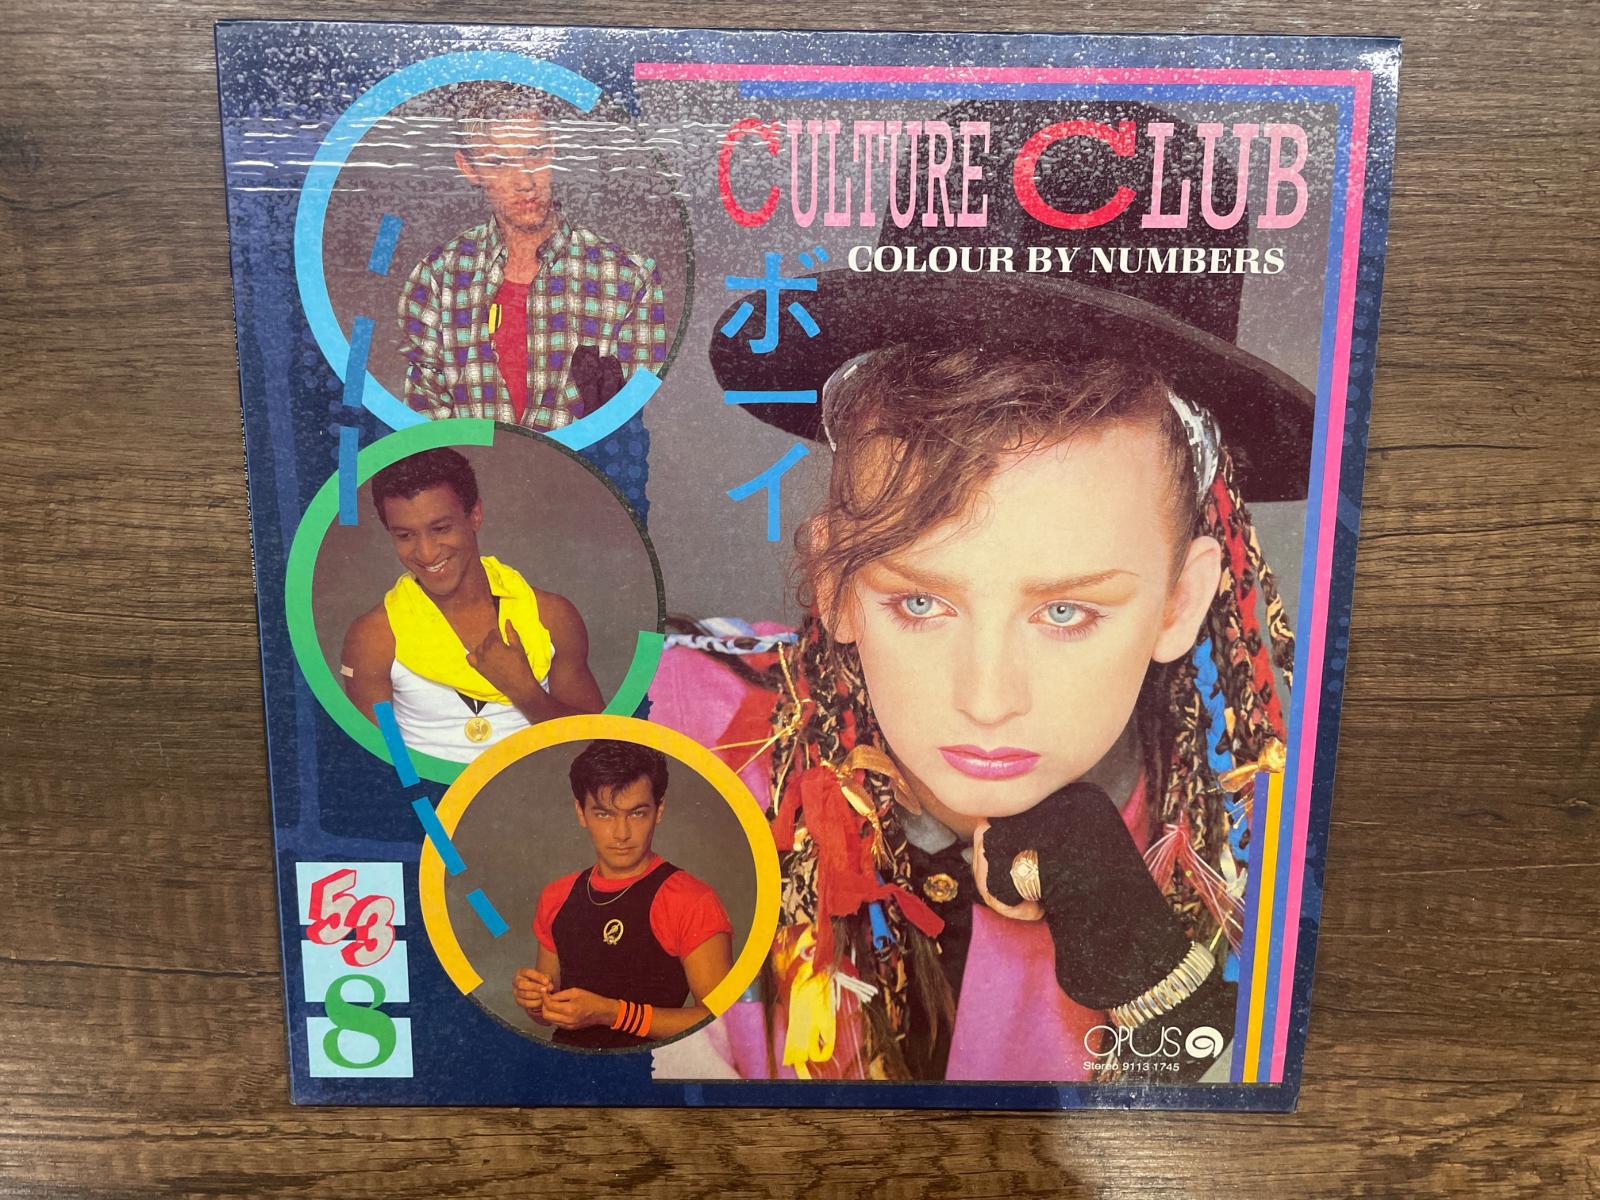 CULTURE CLUB
COLOUR BY NUMBERS
ボーイ
53
8
OPUS
Stereo 9113 1745